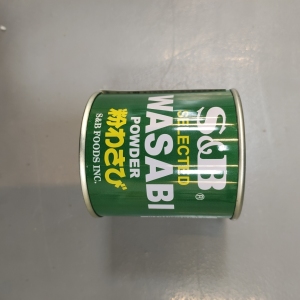 S&B®
SELECTED
WASABI
POWDER
粉わさび
S&B FOODS INC.